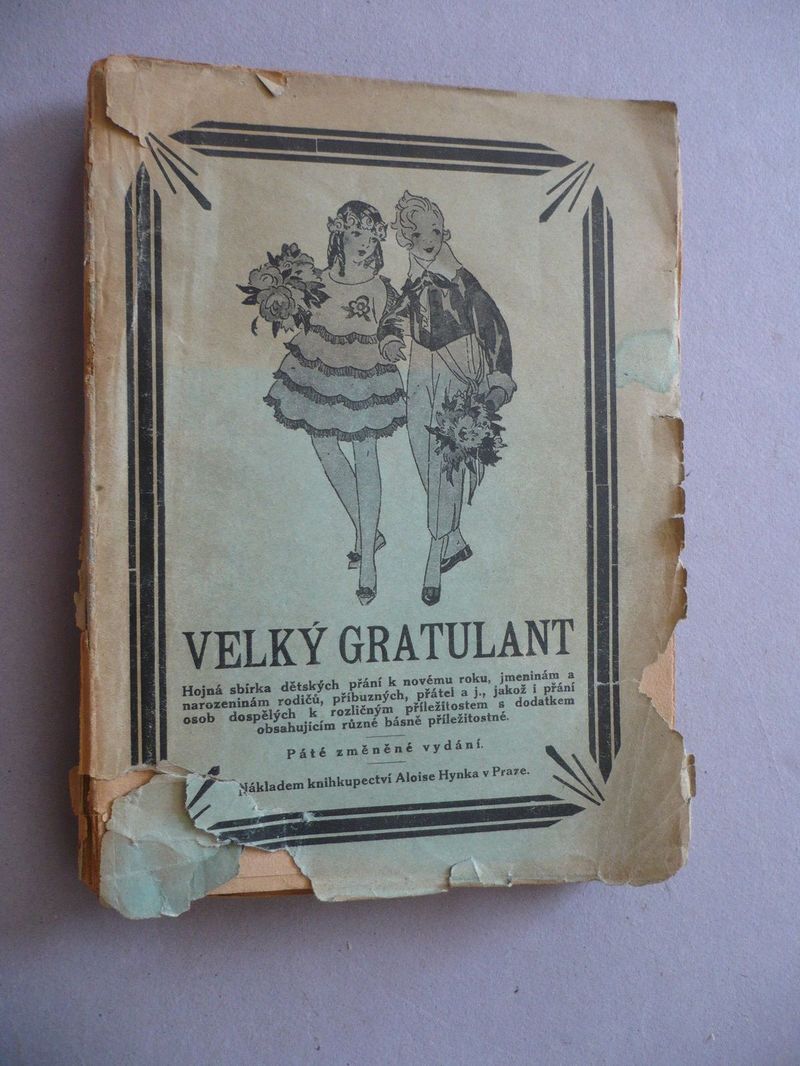 VELKÝ GRATULANT
Hojná sbírka dětských přání k novému roku, jmeninám a
narozeninám rodičů, příbuzných, přátel a j., jakož i přání
osob dospělých k rozličným příležitostem s dodatkem
obsahujícím různé básně příležitostné.
Páté změněné vydání.
Nákladem knihkupectví Aloise Hynka v Praze.